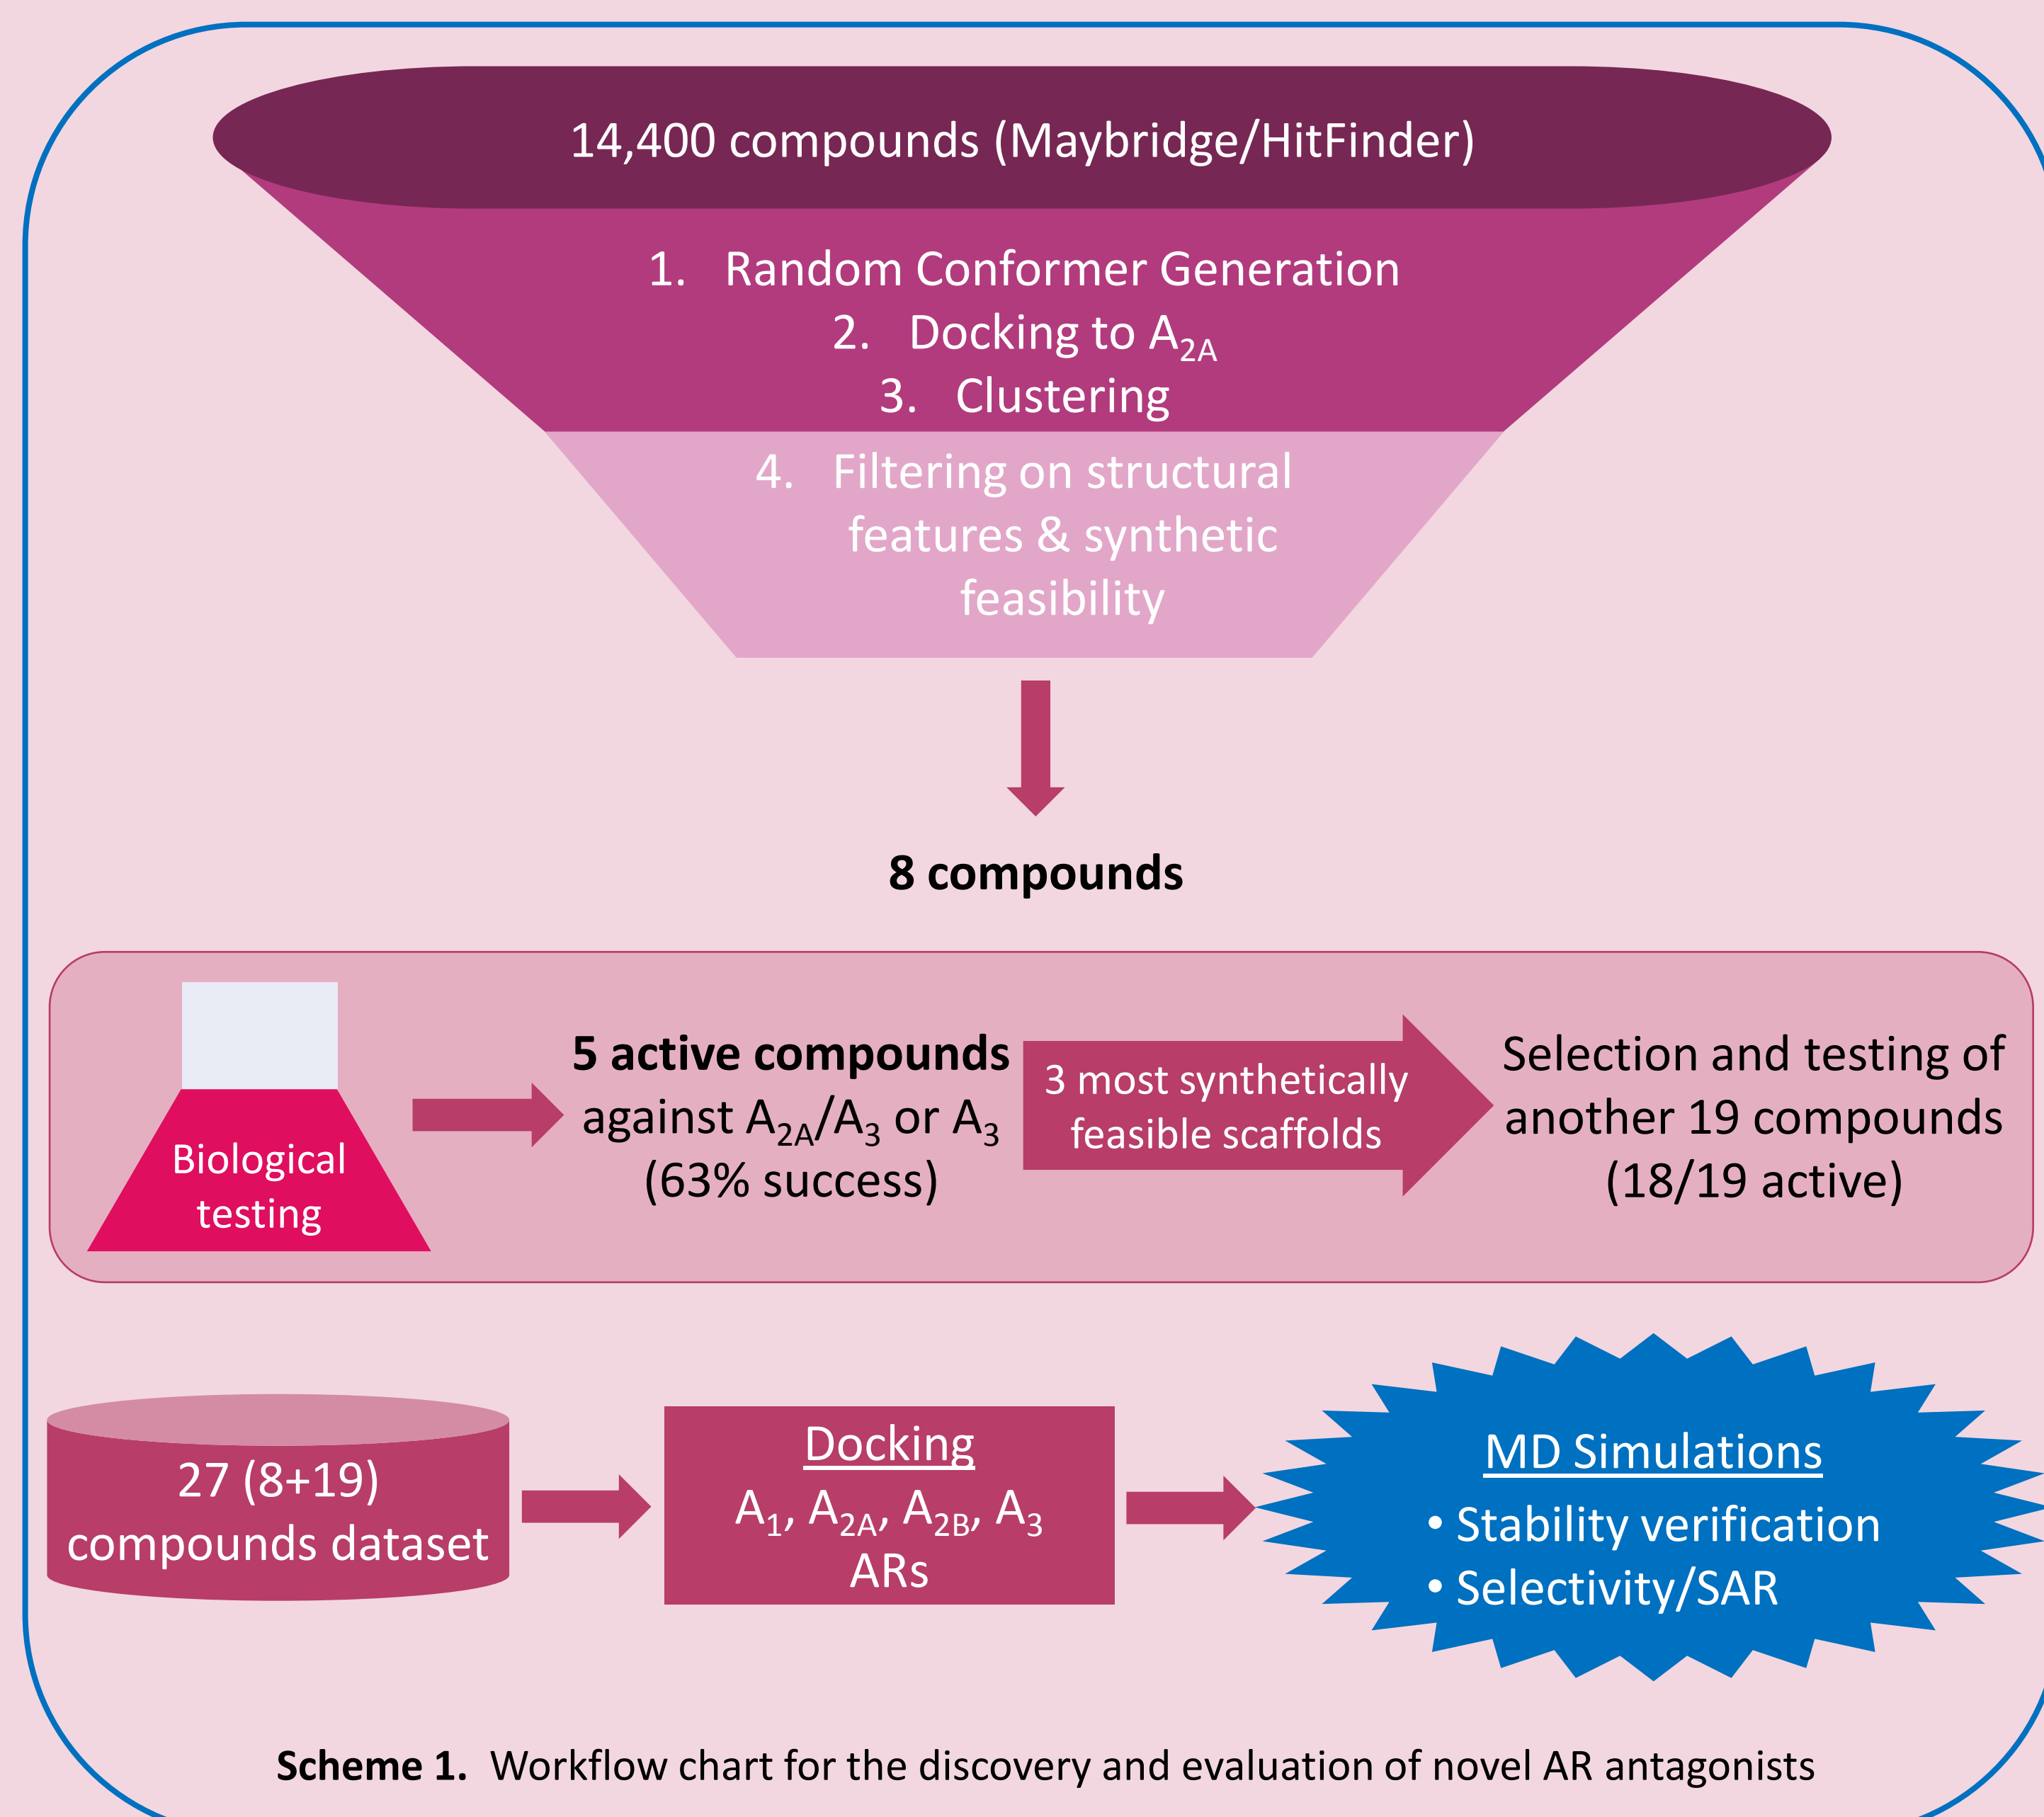 14,400 compounds (Maybridge/HitFinder)
1. Random Conformer Generation
2. Docking to A2A
3. Clustering
4. Filtering on structural
features & synthetic
feasibility
8 compounds
Biological
testing
5 active compounds
against A2A/A3 or A3
(63% success)
3 most synthetically
feasible scaffolds
Selection and testing of
another 19 compounds
(18/19 active)
27 (8+19)
compounds dataset
Docking
A1, A2A, A2B, A3
ARs
MD Simulations
• Stability verification
• Selectivity/SAR
Scheme 1. Workflow chart for the discovery and evaluation of novel AR antagonists